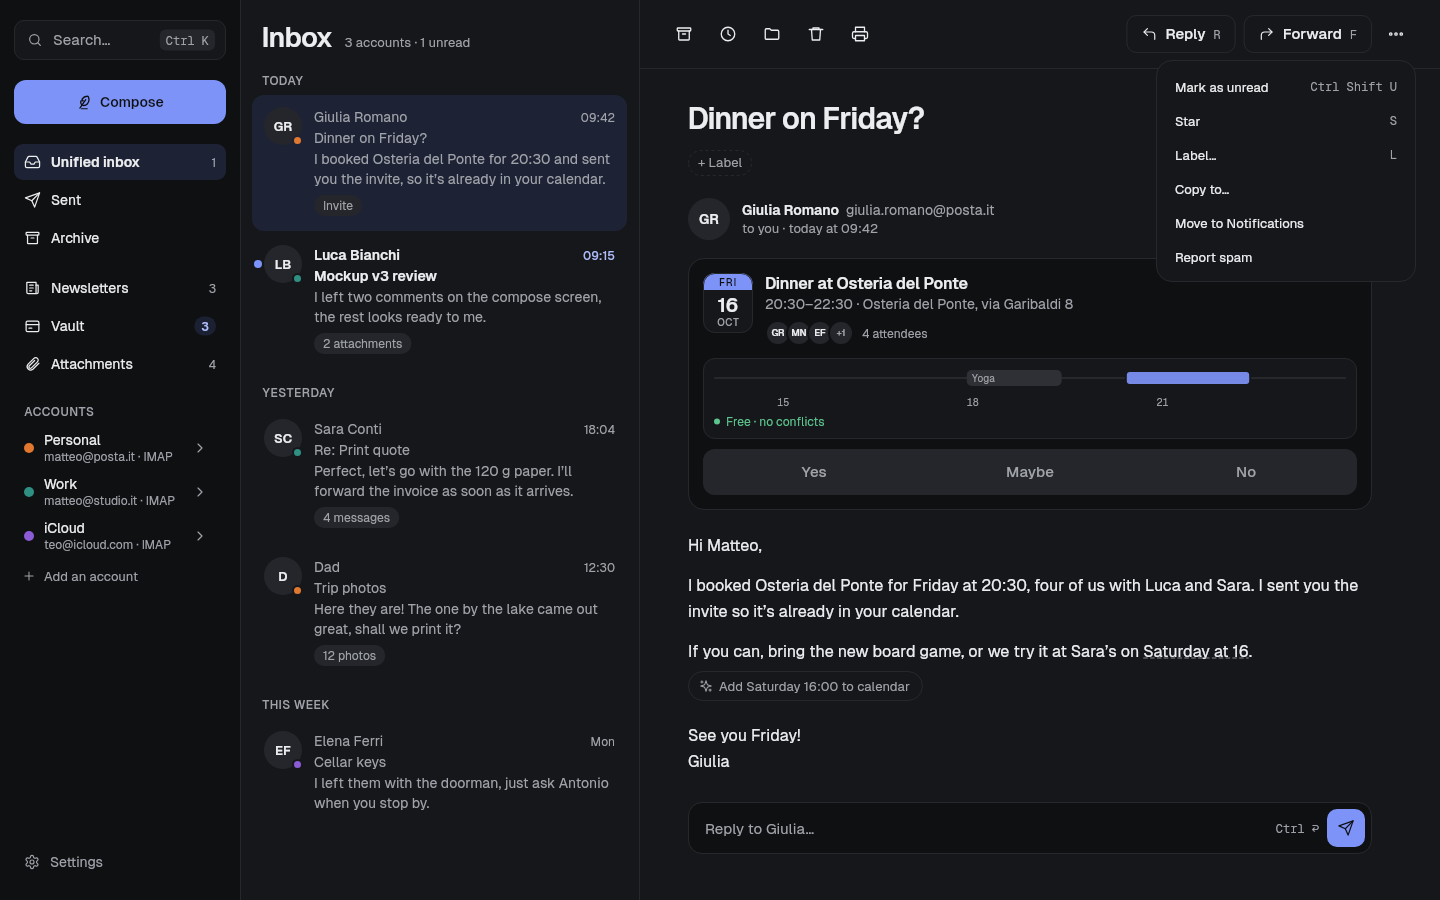 Search… Ctrl K
Compose
Unified inbox 1
Sent
Archive
Newsletters 3
Vault 3
Attachments 4
ACCOUNTS
Personal
matteo@posta.it · IMAP
Work
matteo@studio.it · IMAP
iCloud
teo@icloud.com · IMAP
+ Add an account
Settings
Inbox 3 accounts · 1 unread
TODAY
GR Giulia Romano 09:42
Dinner on Friday?
I booked Osteria del Ponte for 20:30 and sent
you the invite, so it’s already in your calendar.
Invite
LB Luca Bianchi 09:15
Mockup v3 review
I left two comments on the compose screen,
the rest looks ready to me.
2 attachments
YESTERDAY
SC Sara Conti 18:04
Re: Print quote
Perfect, let’s go with the 120 g paper. I’ll
forward the invoice as soon as it arrives.
4 messages
D Dad 12:30
Trip photos
Here they are! The one by the lake came out
great, shall we print it?
12 photos
THIS WEEK
EF Elena Ferri Mon
Cellar keys
I left them with the doorman, just ask Antonio
when you stop by.
Reply R Forward F
Mark as unread Ctrl Shift U
Star S
Label… L
Copy to…
Move to Notifications
Report spam
Dinner on Friday?
+ Label
GR Giulia Romano giulia.romano@posta.it
to you · today at 09:42
FRI
16
OCT
Dinner at Osteria del Ponte
20:30–22:30 · Osteria del Ponte, via Garibaldi 8
GR MN EF +1 4 attendees
Yoga
15 18 21
Free · no conflicts
Yes Maybe No
Hi Matteo,
I booked Osteria del Ponte for Friday at 20:30, four of us with Luca and Sara. I sent you the
invite so it’s already in your calendar.
If you can, bring the new board game, or we try it at Sara’s on Saturday at 16.
Add Saturday 16:00 to calendar
See you Friday!
Giulia
Reply to Giulia… Ctrl